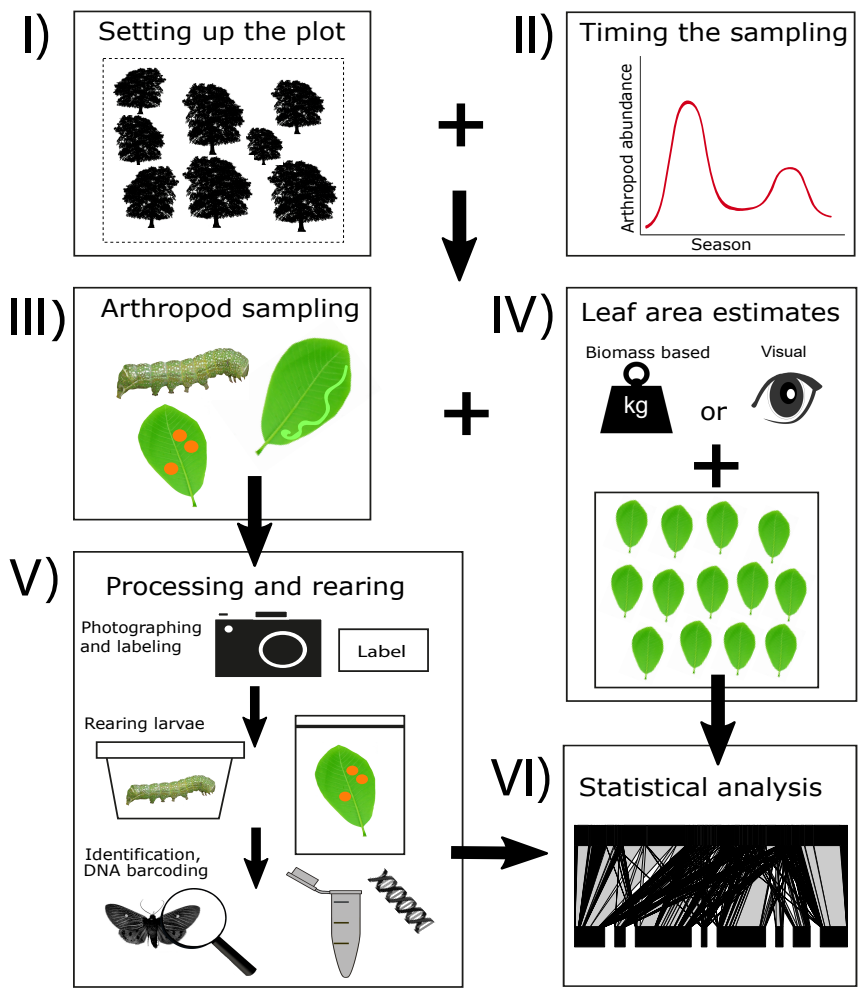 I)
Setting up the plot
+
II)
Timing the sampling
Arthropod abundance
Season
III)
Arthropod sampling
+
IV)
Leaf area estimates
Biomass based
Visual
kg
or
+
V)
Processing and rearing
Photographing
and labeling
Label
Rearing larvae
Identification,
DNA barcoding
VI)
Statistical analysis